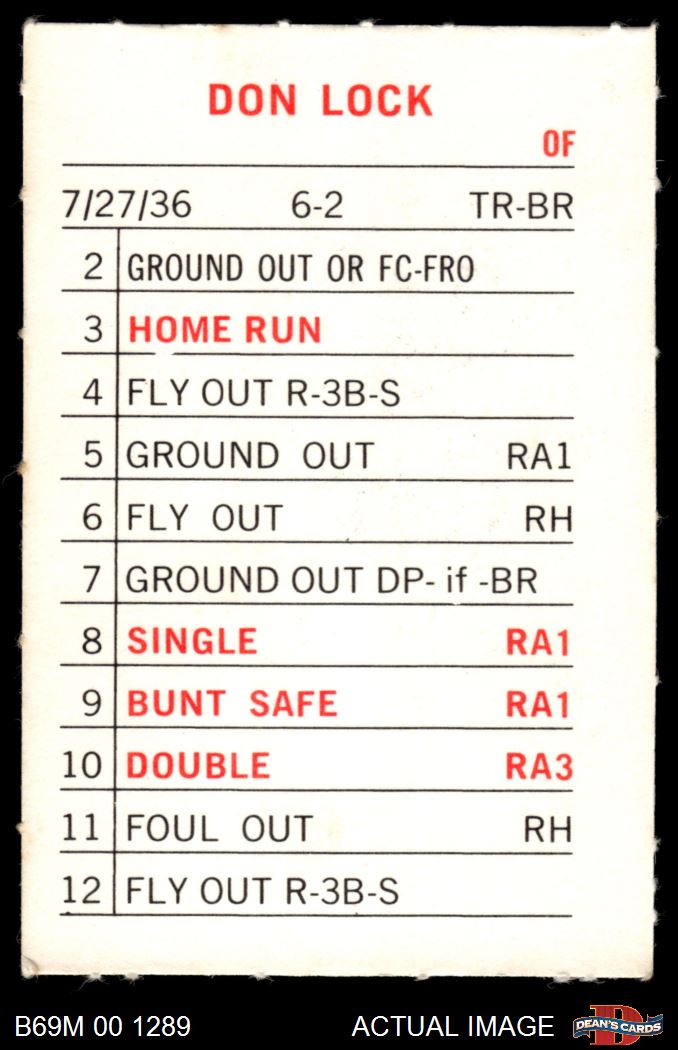 DON LOCK
OF
7/27/36 6-2 TR-BR
2 GROUND OUT OR FC-FRO
3 HOME RUN
4 FLY OUT R-3B-S
5 GROUND OUT RA1
6 FLY OUT RH
7 GROUND OUT DP- if -BR
8 SINGLE RA1
9 BUNT SAFE RA1
10 DOUBLE RA3
11 FOUL OUT RH
12 FLY OUT R-3B-S
B69M 00 1289 ACTUAL IMAGE D DEAN'S CARDS